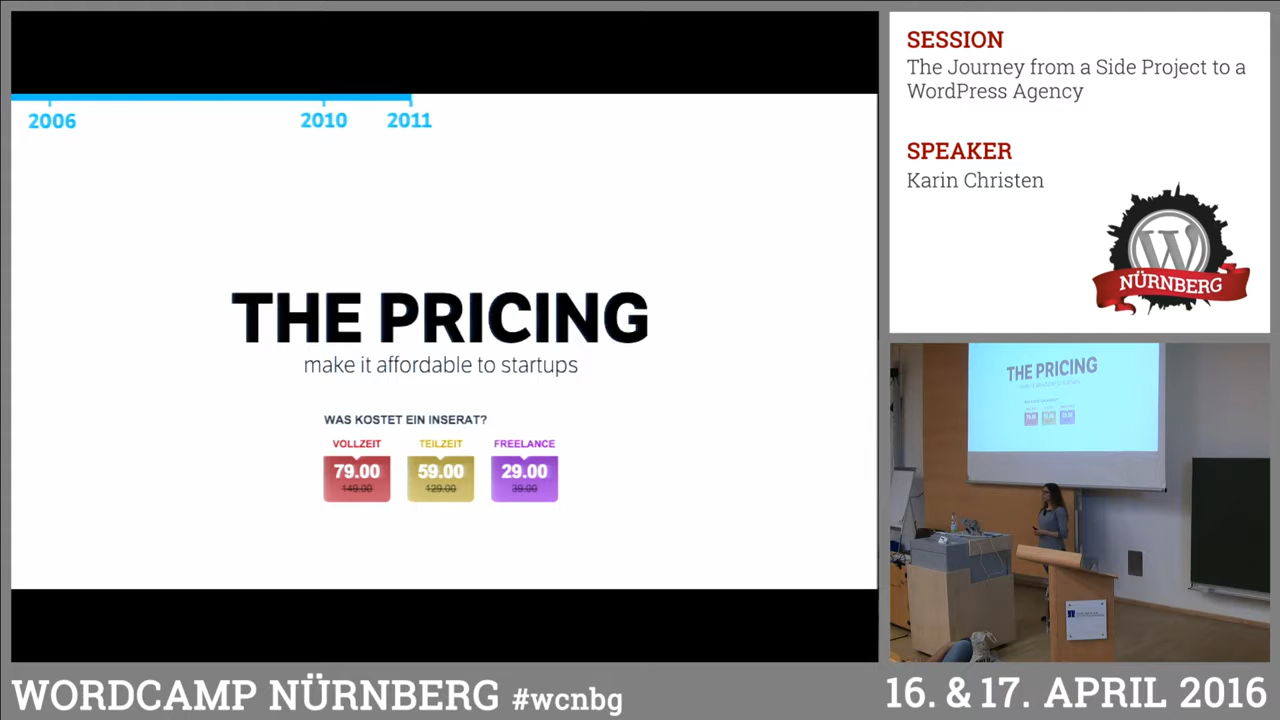 2006 2010 2011
THE PRICING
make it affordable to startups
WAS KOSTET EIN INSERAT?
VOLLZEIT TEILZEIT FREELANCE
79.00 59.00 29.00
149.00 129.00 39.00
SESSION
The Journey from a Side Project to a
WordPress Agency
SPEAKER
Karin Christen
W
NÜRNBERG
THE PRICING
WORDCAMP NÜRNBERG #wcnbg
16. & 17. APRIL 2016